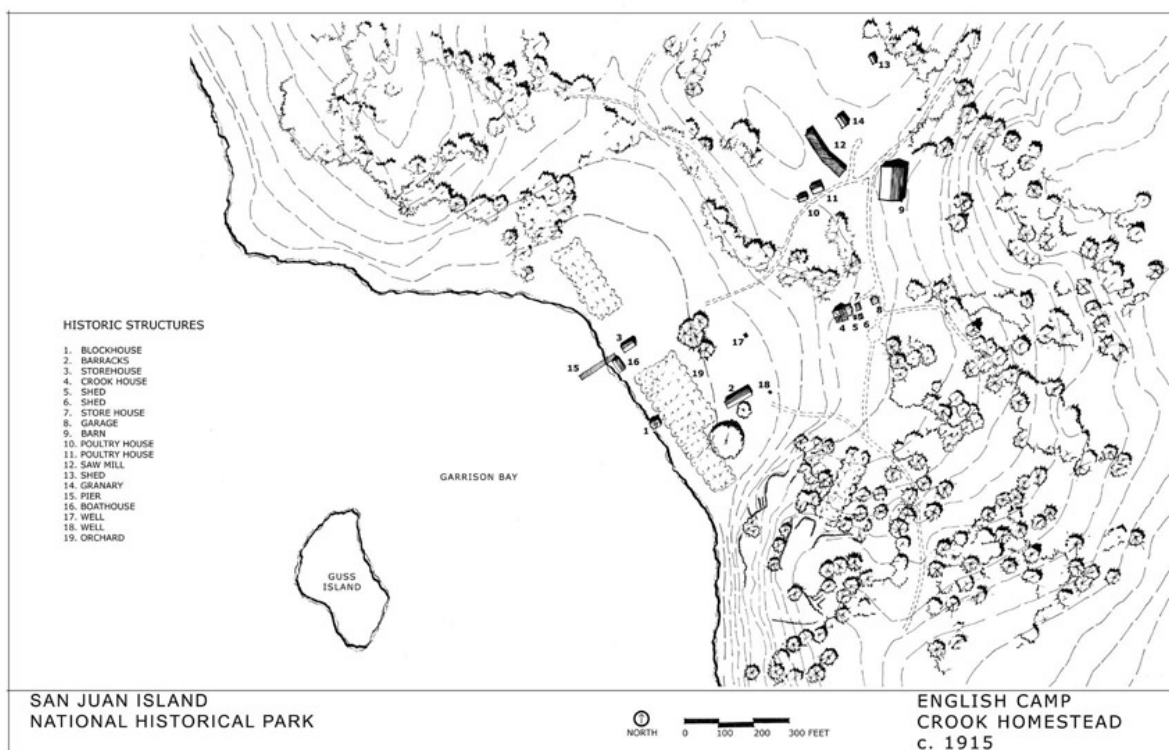 HISTORIC STRUCTURES
1. BLOCKHOUSE
2. BARRACKS
3. STOREHOUSE
4. CROOK HOUSE
5. SHED
6. SHED
7. STORE HOUSE
8. GARAGE
9. BARN
10. POULTRY HOUSE
11. POULTRY HOUSE
12. SAW MILL
13. SHED
14. GRANARY
15. PIER
16. BOATHOUSE
17. WELL
18. WELL
19. ORCHARD
13
14
12
11
10
9
7
8
4
5
6
3
17
15
16
19
2
18
1
GARRISON BAY
GUSS
ISLAND
SAN JUAN ISLAND
NATIONAL HISTORICAL PARK
NORTH
0 100 200 300 FEET
ENGLISH CAMP
CROOK HOMESTEAD
c. 1915